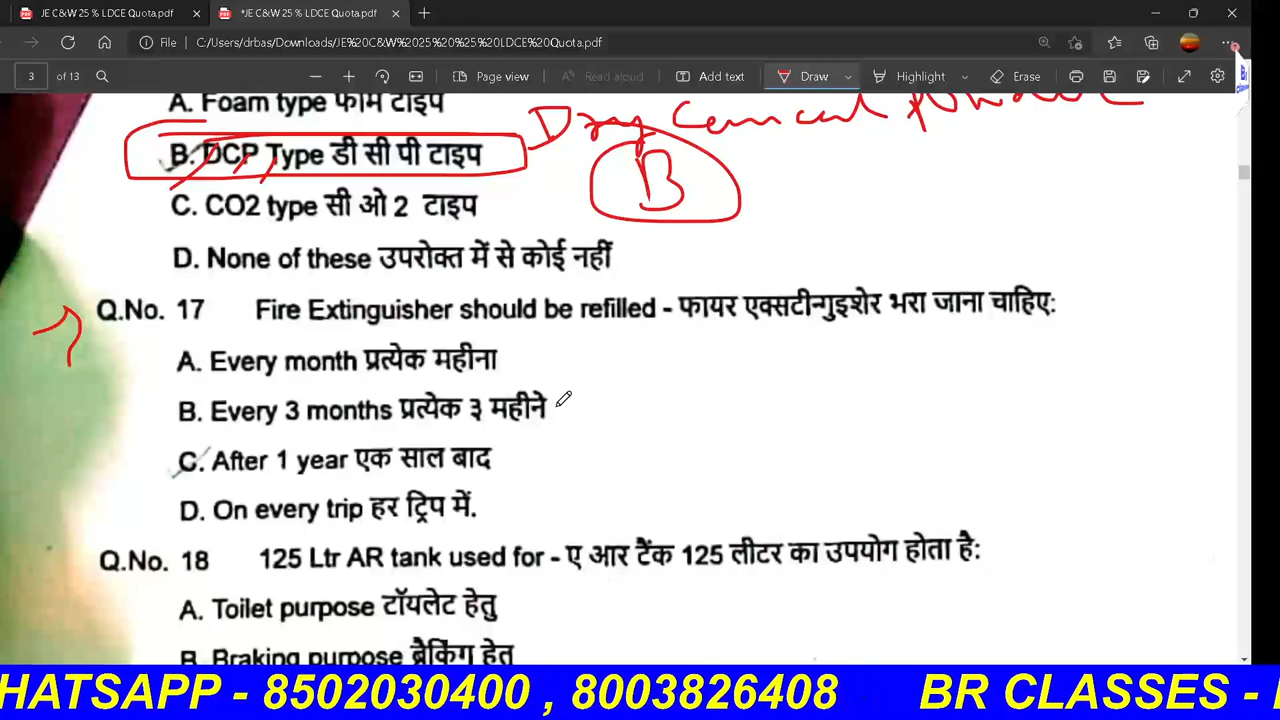 JE C&W 25 % LDCE Quota.pdf *JE C&W 25 % LDCE Quota.pdf
File C:/Users/drbas/Downloads/JE%20C&W%2025%20%25%20LDCE%20Quota.pdf
3 of 13 Page view Read aloud Add text Draw Highlight Erase
A. Foam type फोम टाइप
B. DCP Type डी सी पी टाइप
Dry
B
C. CO2 type सी ओ 2 टाइप
D. None of these उपरोक्त में से कोई नहीं
Q.No. 17 Fire Extinguisher should be refilled - फायर एक्सटीन्गुइशेर भरा जाना चाहिए:
A. Every month प्रत्येक महीना
B. Every 3 months प्रत्येक ३ महीने
C. After 1 year एक साल बाद
D. On every trip हर ट्रिप में.
Q.No. 18 125 Ltr AR tank used for - ए आर टैंक 125 लीटर का उपयोग होता है:
A. Toilet purpose टॉयलेट हेतु
B. Braking purpose ब्रैकिंग हेतु
HATSAPP - 8502030400 , 8003826408 BR CLASSES -